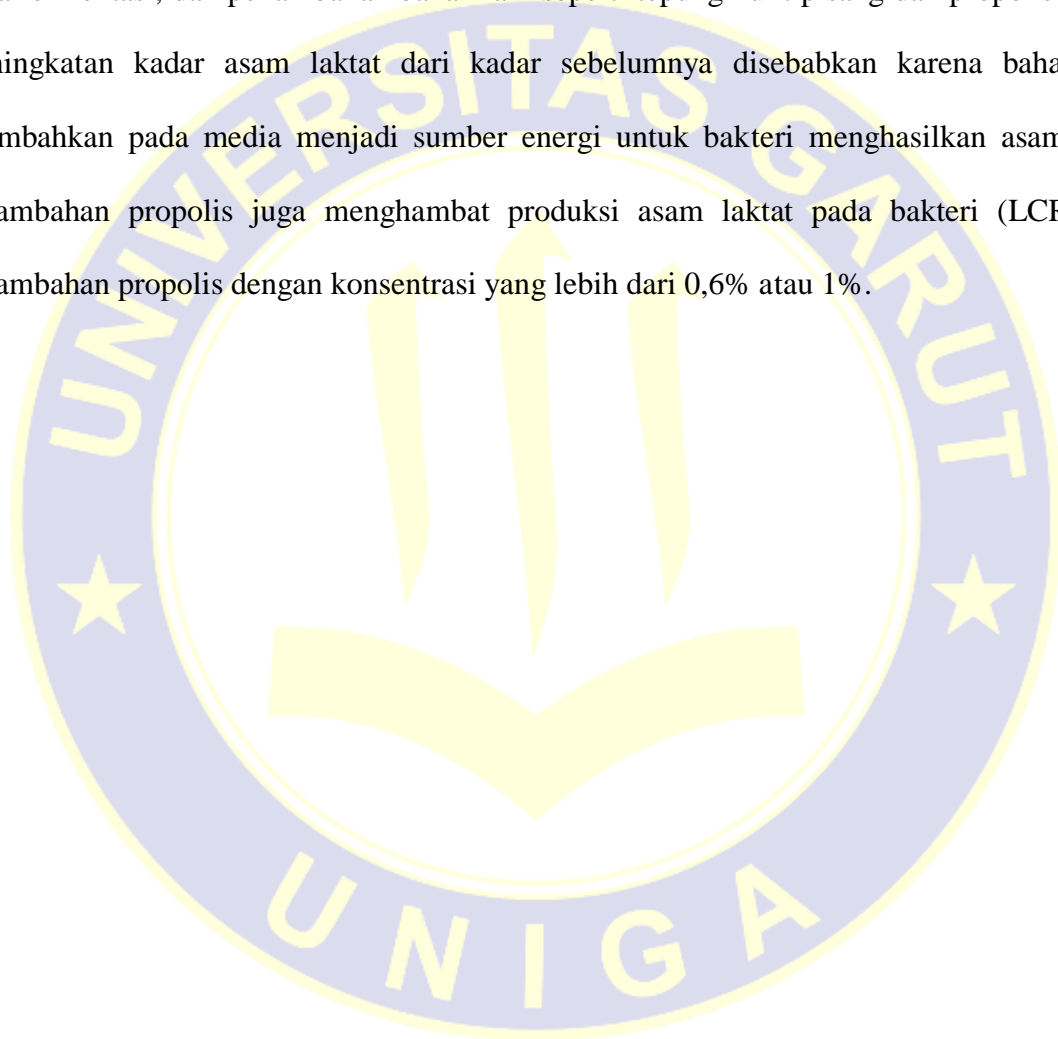 ningkatan kadar asam laktat dari kadar sebelumnya disebabkan karena baha
mbahkan pada media menjadi sumber energi untuk bakteri menghasilkan asam
ambahan propolis juga menghambat produksi asam laktat pada bakteri (LCR
ambahan propolis dengan konsentrasi yang lebih dari 0,6% atau 1%.
UNIVERSITAS GARUT
UNIGA